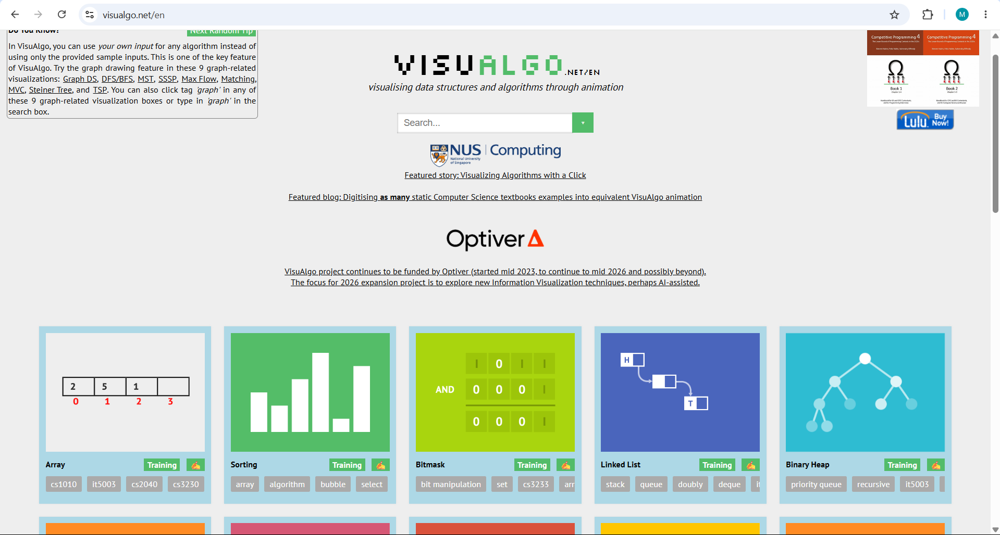 visualgo.net/en
M
Do You Know?
Next Random Tip
In VisuAlgo, you can use your own input for any algorithm instead of
using only the provided sample inputs. This is one of the key feature
of VisuAlgo. Try the graph drawing feature in these 9 graph-related
visualizations: Graph DS, DFS/BFS, MST, SSSP, Max Flow, Matching,
MVC, Steiner Tree, and TSP. You can also click tag 'graph' in any of
these 9 graph-related visualization boxes or type in 'graph' in the
search box.
VISUALGO.NET/EN
visualising data structures and algorithms through animation
Search...
NUS Computing
National University
of Singapore
Featured story: Visualizing Algorithms with a Click
Featured blog: Digitising as many static Computer Science textbooks examples into equivalent VisuAlgo animation
Optiver
VisuAlgo project continues to be funded by Optiver (started mid 2023, to continue to mid 2026 and possibly beyond).
The focus for 2026 expansion project is to explore new Information Visualization techniques, perhaps AI-assisted.
Competitive Programming 4
Competitive Programming 4
Book 1
Chapter 1-4
Book 2
Chapter 5-9
Lulu Buy Now!
2 5 1
0 1 2 3
Array
Training
cs1010 it5003 cs2040 cs3230
Sorting
Training
array algorithm bubble select
1 0 1 1
AND 0 0 0 1
0 0 0 1
Bitmask
Training
bit manipulation set cs3233 arr
H
T
Linked List
Training
stack queue doubly deque
Binary Heap
Training
priority queue recursive it5003